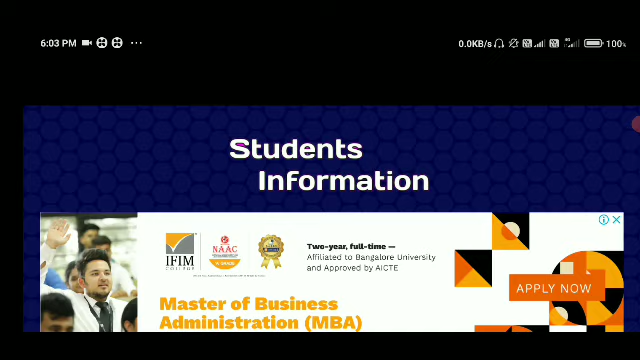 6:03 PM
0.0KB/s
100%
Students
Information
IFIM
COLLEGE
NAAC
Two-year, full-time —
Affiliated to Bangalore University
and Approved by AICTE
APPLY NOW
Master of Business
Administration (MBA)